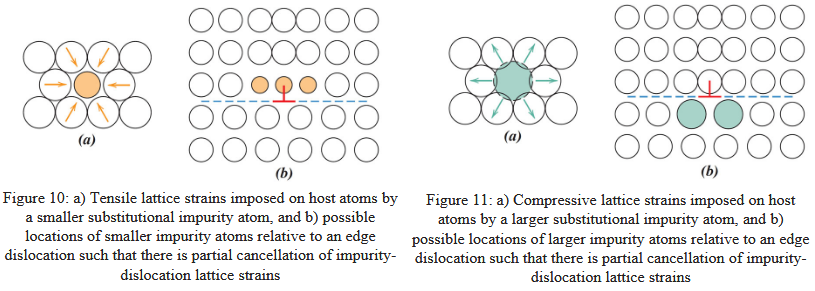 (a)
(b)
Figure 10: a) Tensile lattice strains imposed on host atoms by
a smaller substitutional impurity atom, and b) possible
locations of smaller impurity atoms relative to an edge
dislocation such that there is partial cancellation of impurity-
dislocation lattice strains
(a)
(b)
Figure 11: a) Compressive lattice strains imposed on host
atoms by a larger substitutional impurity atom, and b)
possible locations of larger impurity atoms relative to an edge
dislocation such that there is partial cancellation of impurity-
dislocation lattice strains